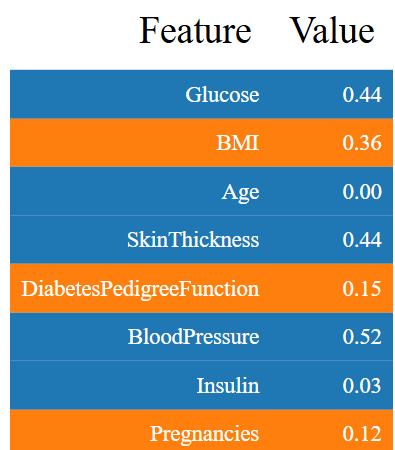 Feature Value
Glucose 0.44
BMI 0.36
Age 0.00
SkinThickness 0.44
DiabetesPedigreeFunction 0.15
BloodPressure 0.52
Insulin 0.03
Pregnancies 0.12